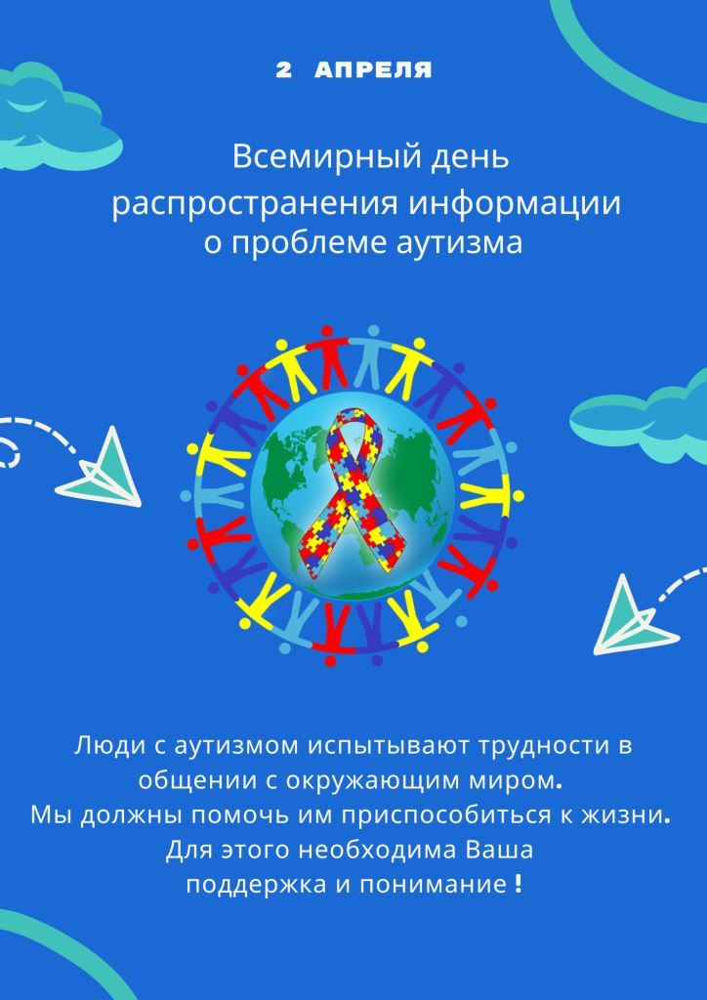 2 АПРЕЛЯ
Всемирный день
распространения информации
о проблеме аутизма
Люди с аутизмом испытывают трудности в
общении с окружающим миром.
Мы должны помочь им приспособиться к жизни.
Для этого необходима Ваша
поддержка и понимание !